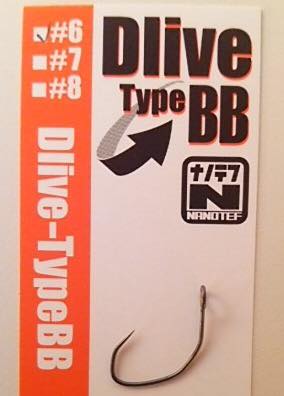 #6
#7
#8
Dlive
Type BB
ナノテフ
N
NANOTEF
Dlive-TypeBB